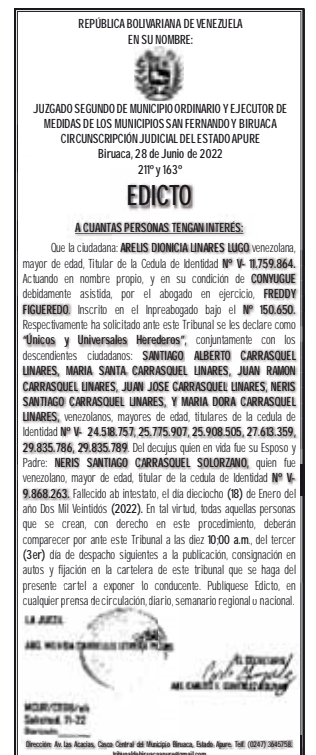 REPÚBLICA BOLIVARIANA DE VENEZUELA
EN SU NOMBRE:
JUZGADO SEGUNDO DE MUNICIPIO ORDINARIO Y EJECUTOR DE
MEDIDAS DE LOS MUNICIPIOS SAN FERNANDO Y BIRUACA
CIRCUNSCRIPCIÓN JUDICIAL DEL ESTADO APURE
Biruaca, 28 de Junio de 2022
211° y 163°
EDICTO
A CUANTAS PERSONAS TENGAN INTERÉS:
Que la ciudadana: ARELIS DIONICIA LINARES LUGO venezolana,
mayor de edad, Titular de la Cedula de Identidad Nº V- 11.759.864.
Actuando en nombre propio, y en su condición de CONYUGUE
debidamente asistida, por el abogado en ejercicio, FREDDY
FIGUEREDO. Inscrito en el Inpreabogado bajo el Nº 150.650.
Respectivamente ha solicitado ante este Tribunal se les declare como
"Únicos y Universales Herederos", conjuntamente con los
descendientes ciudadanos: SANTIAGO ALBERTO CARRASQUEL
LINARES, MARIA SANTA CARRASQUEL LINARES, JUAN RAMON
CARRASQUEL LINARES, JUAN JOSE CARRASQUEL LINARES, NERIS
SANTIAGO CARRASQUEL LINARES, Y MARIA DORA CARRASQUEL
LINARES, venezolanos, mayores de edad, titulares de la cedula de
Identidad Nº V- 24.518.757, 25.775.907, 25.908.505, 27.613.359,
29.835.786, 29.835.789. Del decujus quien en vida fue su Esposo y
Padre: NERIS SANTIAGO CARRASQUEL SOLORZANO, quien fue
venezolano, mayor de edad, titular de la cedula de Identidad Nº V-
9.868.263. Fallecido ab intestato, el día dieciocho (18) de Enero del
año Dos Mil Veintidós (2022). En tal virtud, todas aquellas personas
que se crean, con derecho en este procedimiento, deberán
comparecer por ante este Tribunal a las diez 10:00 a.m., del tercer
(3er) día de despacho siguientes a la publicación, consignación en
autos y fijación en la cartelera de este tribunal que se haga del
presente cartel a exponer lo conducente. Publiquese Edicto, en
cualquier prensa de circulación, diario, semanario regional u nacional.
LA JUEZA
EL SECRETARIO
Solicitud. 71-22
Dirección: Av. Las Acacias, Casco Central del Municipio Biruaca, Estado Apure. Telf: (0247) 3645758.